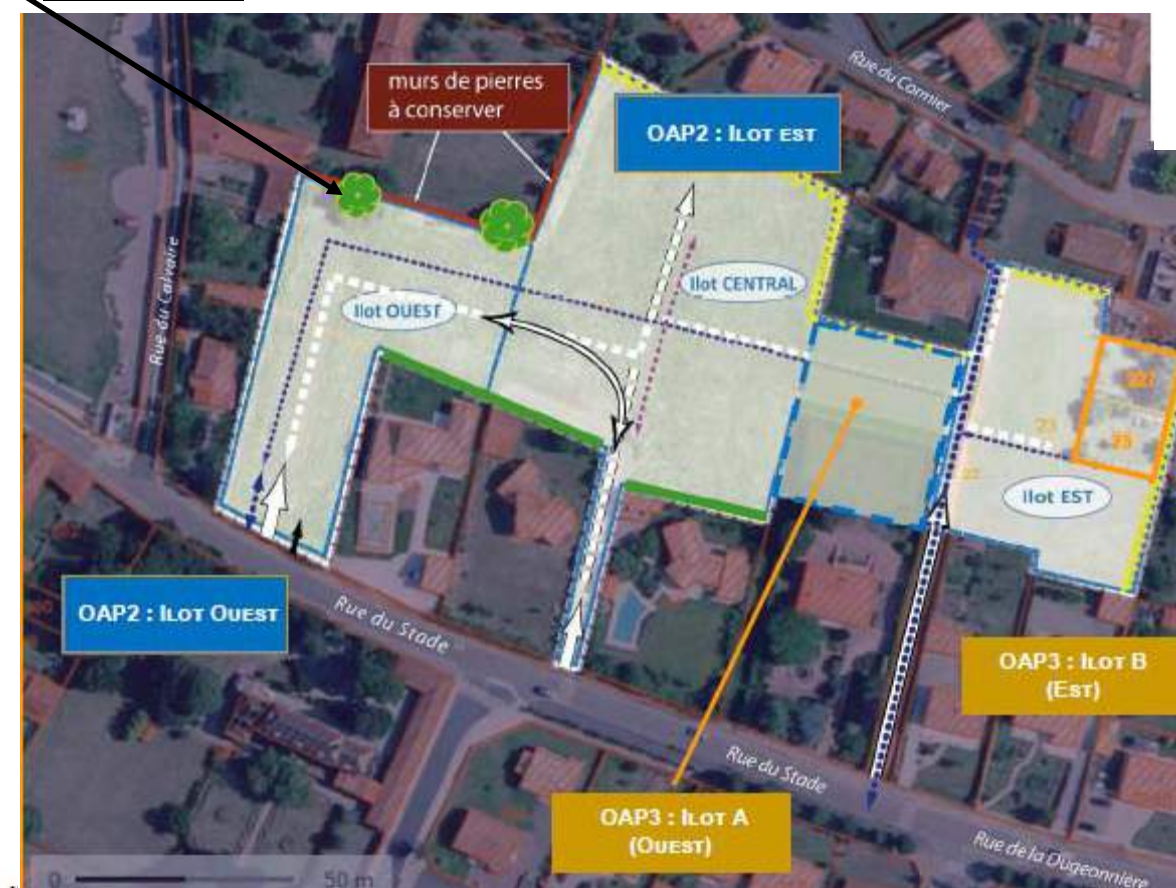 murs de pierres
à conserver
OAP2 : ILOT EST
Rue du Cormier
Rue du Calvaire
Ilot OUEST
Ilot CENTRAL
227
23
Ilot EST
OAP2 : ILOT OUEST
Rue du Stade
OAP3 : ILOT B
(EST)
Rue du Stade
OAP3 : ILOT A
(OUEST)
Rue de la Dugeonnière
0 50 m